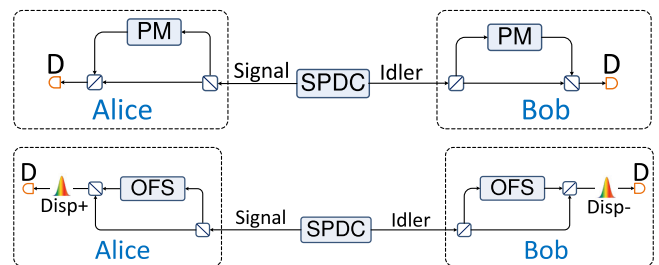 PM
PM
D
Signal
SPDC
Idler
D
Alice
Bob
D
OFS
OFS
D
Disp+
Signal
SPDC
Idler
Disp-
Alice
Bob